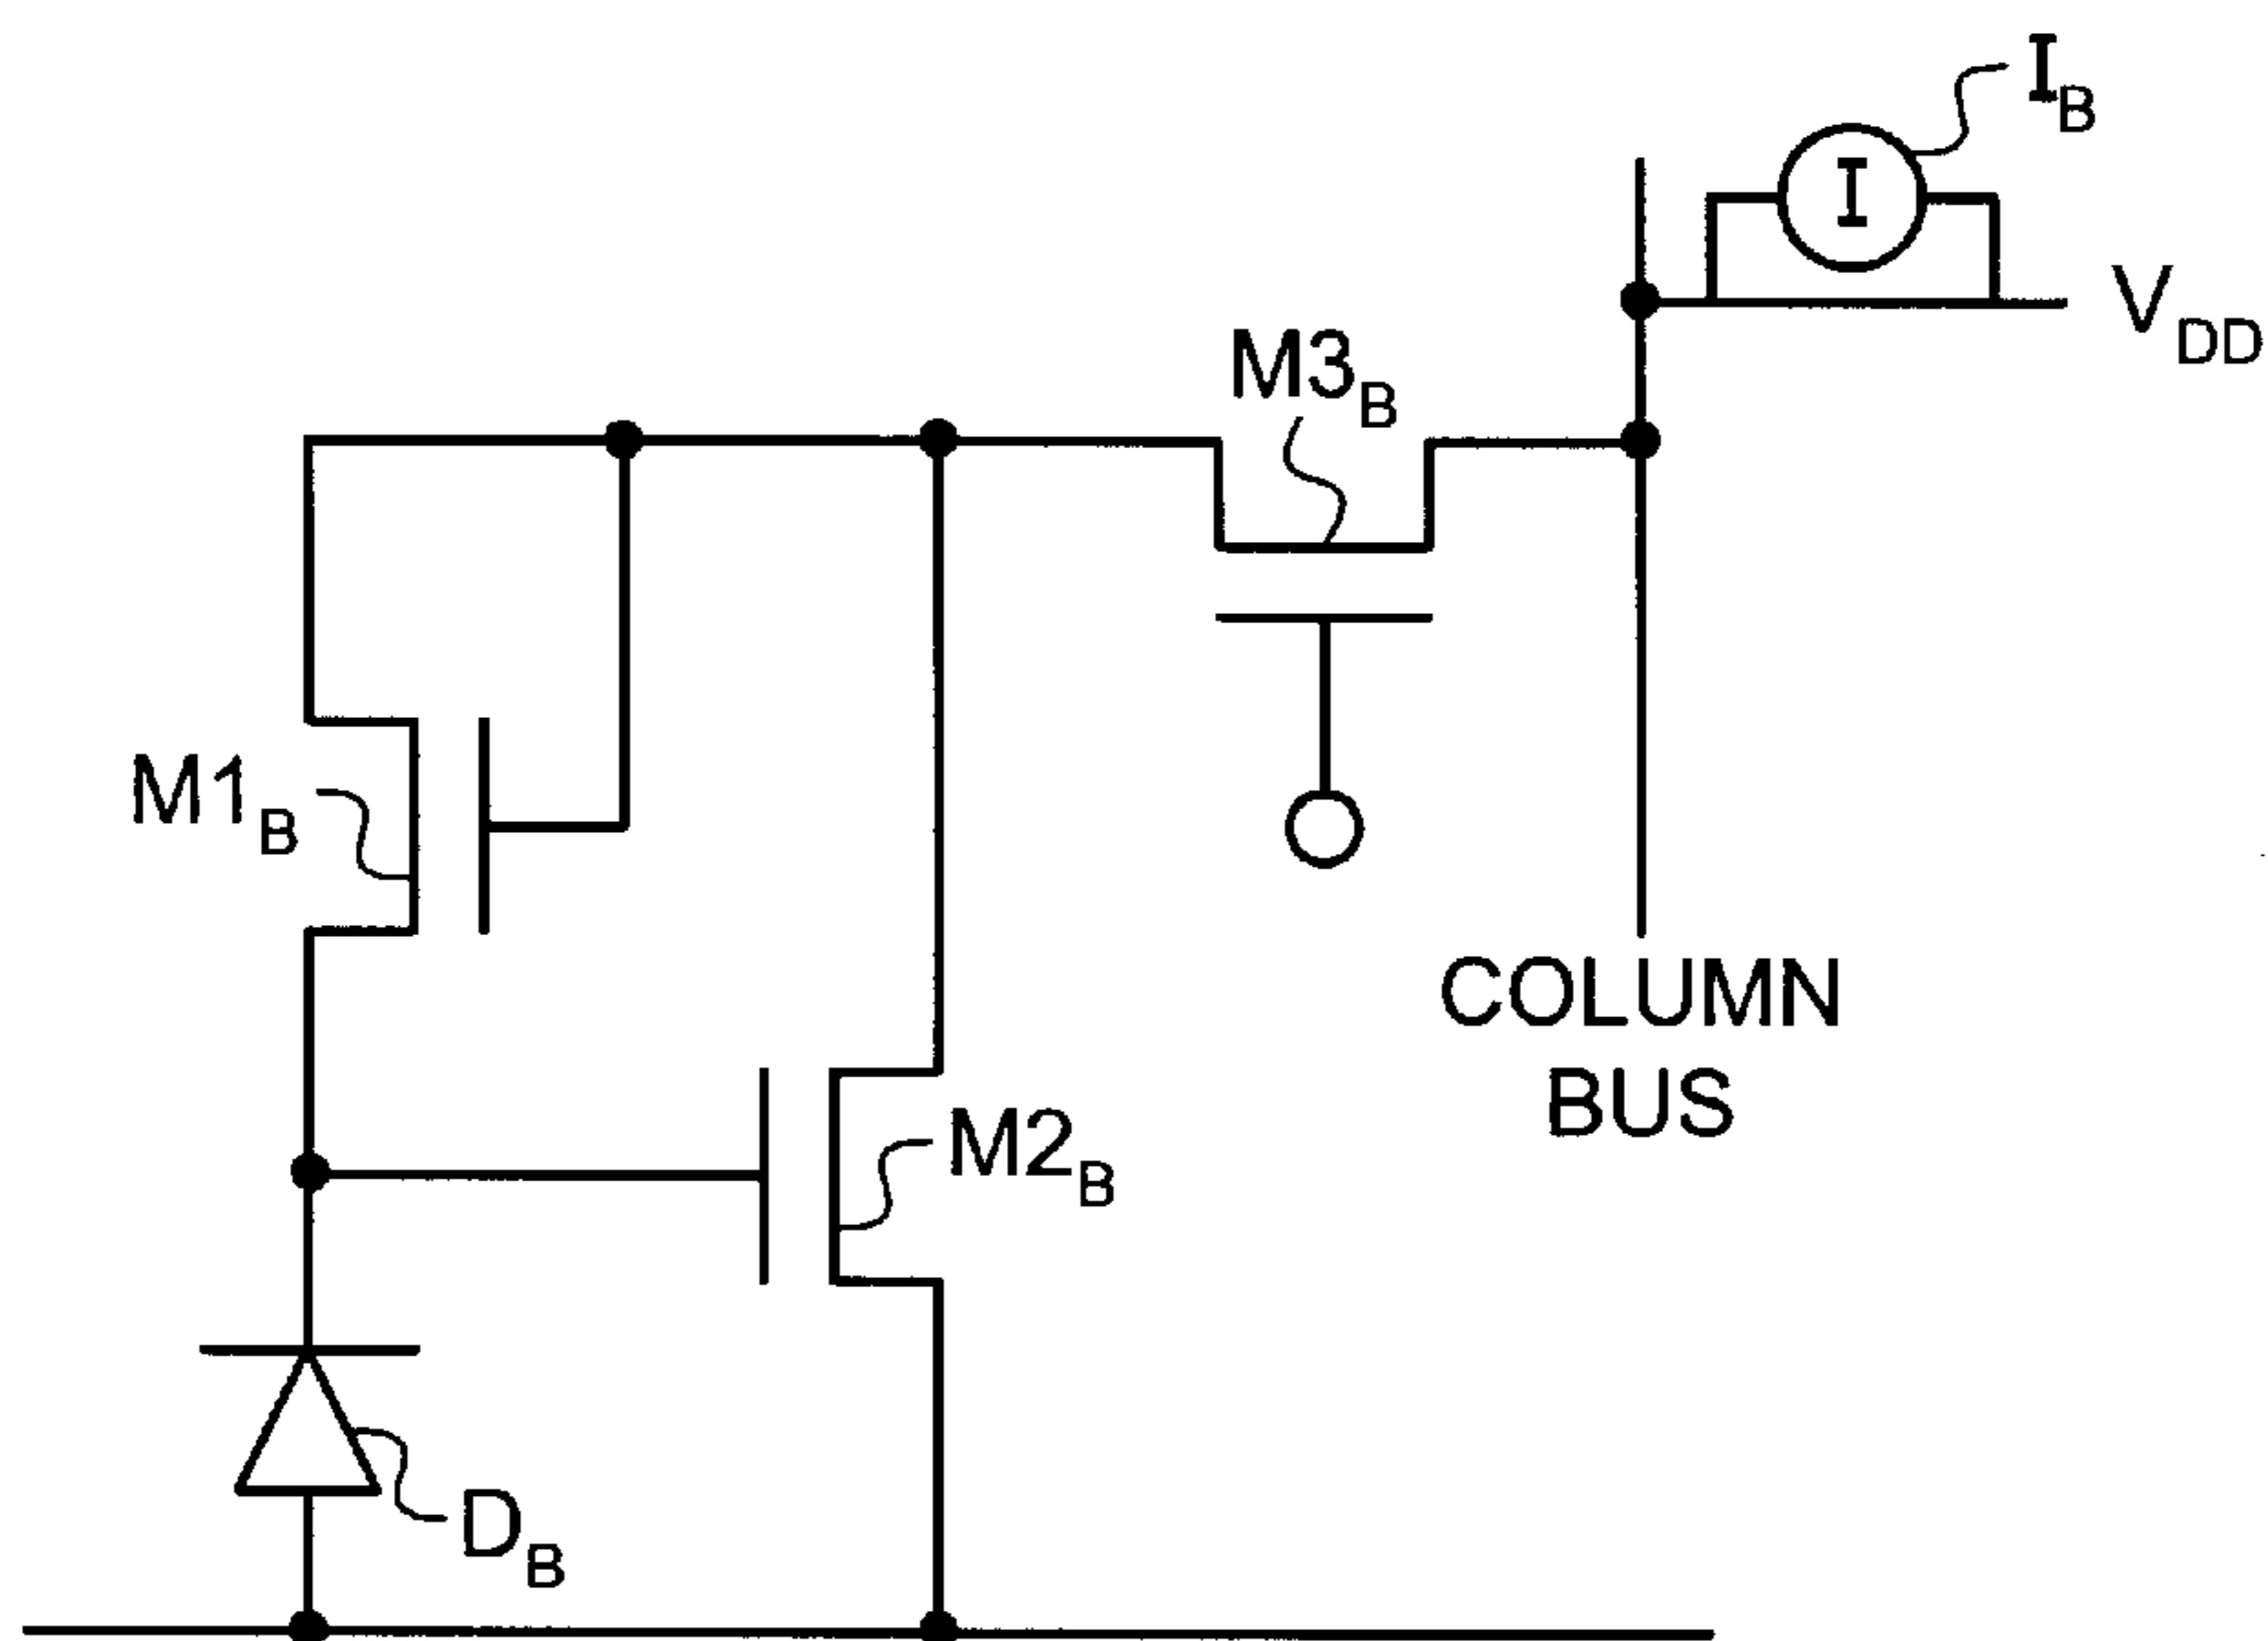 I_B
I
V_DD
M3_B
M1_B
COLUMN
BUS
M2_B
D_B